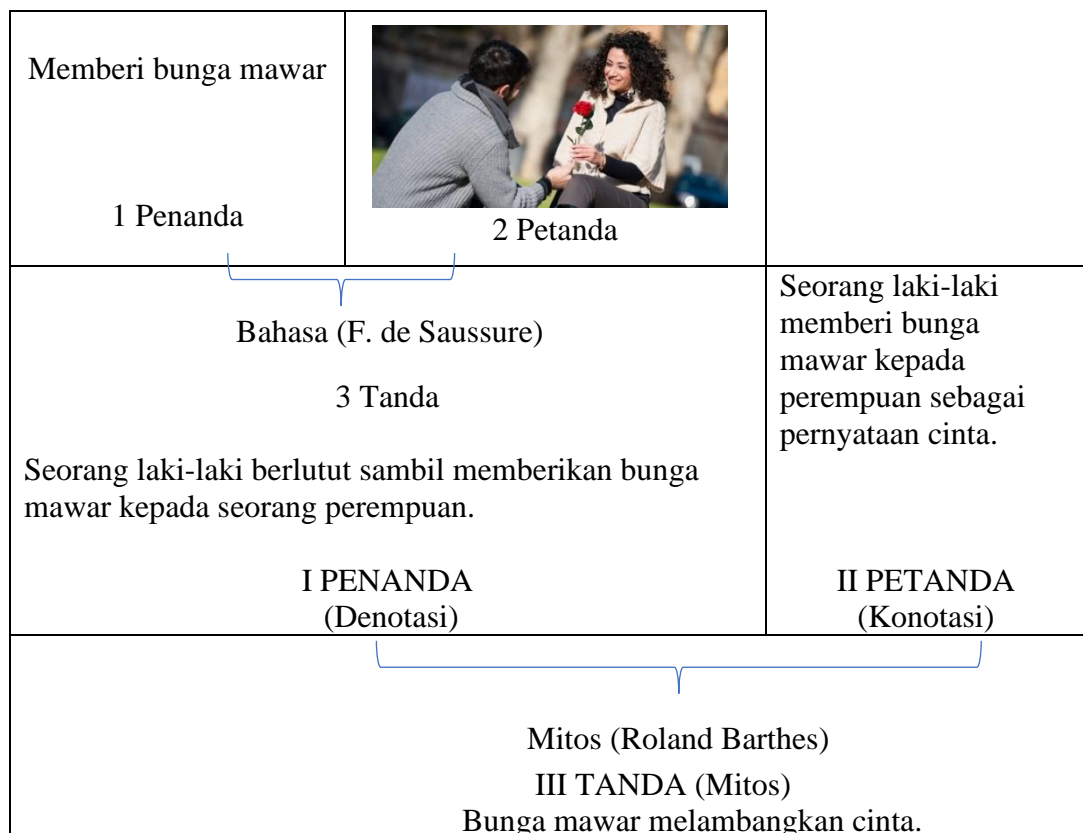 Memberi bunga mawar
1 Penanda
2 Petanda
Bahasa (F. de Saussure)
3 Tanda
Seorang laki-laki berlutut sambil memberikan bunga
mawar kepada seorang perempuan.
I PENANDA
(Denotasi)
Seorang laki-laki
memberi bunga
mawar kepada
perempuan sebagai
pernyataan cinta.
II PETANDA
(Konotasi)
Mitos (Roland Barthes)
III TANDA (Mitos)
Bunga mawar melambangkan cinta.